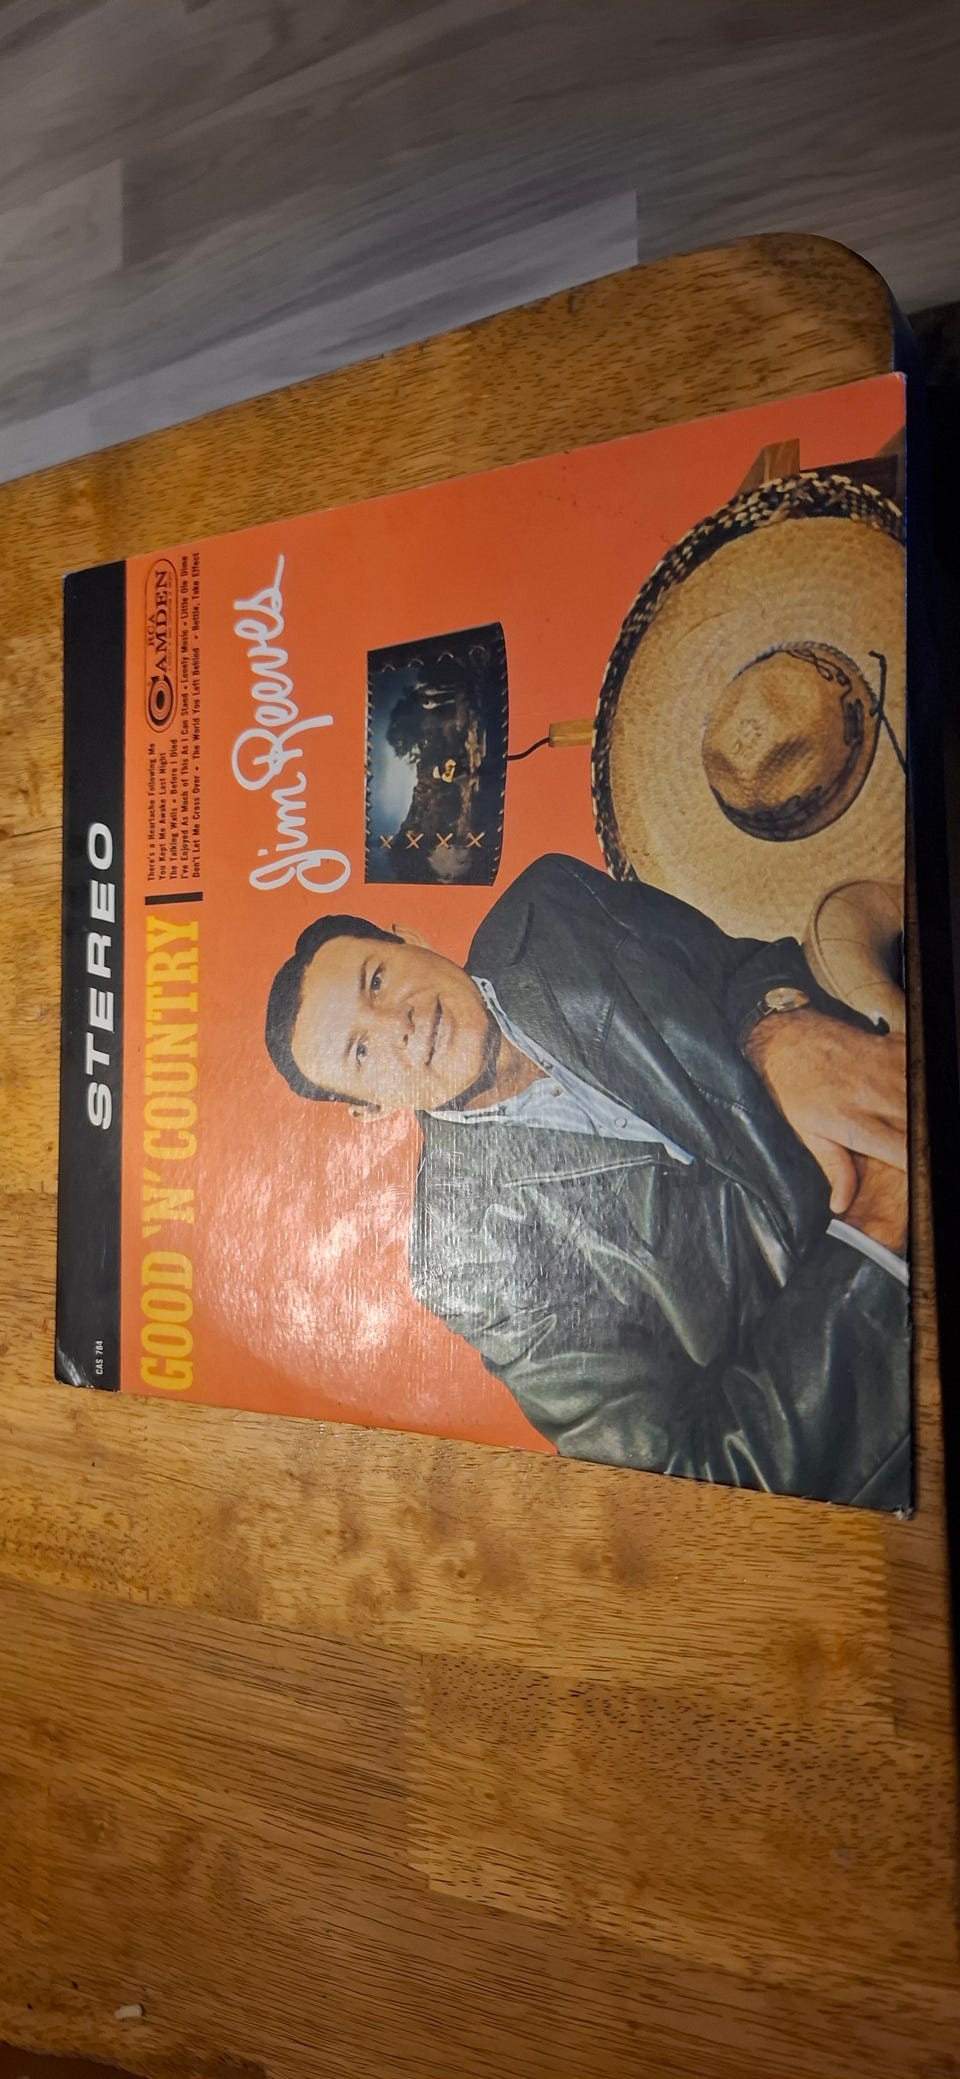 STEREO
CAS 784
GOOD 'N' COUNTRY
There's a Heartache Following Me
You Kept Me Awake Last Night
The Talking Walls • Before I Died
I've Enjoyed As Much of This As I Can Stand • Lonely Music • Little Ole Dime
Don't Let Me Cross Over • The World You Left Behind • Bottle, Take Effect
RCA
CAMDEN
Jim Reeves